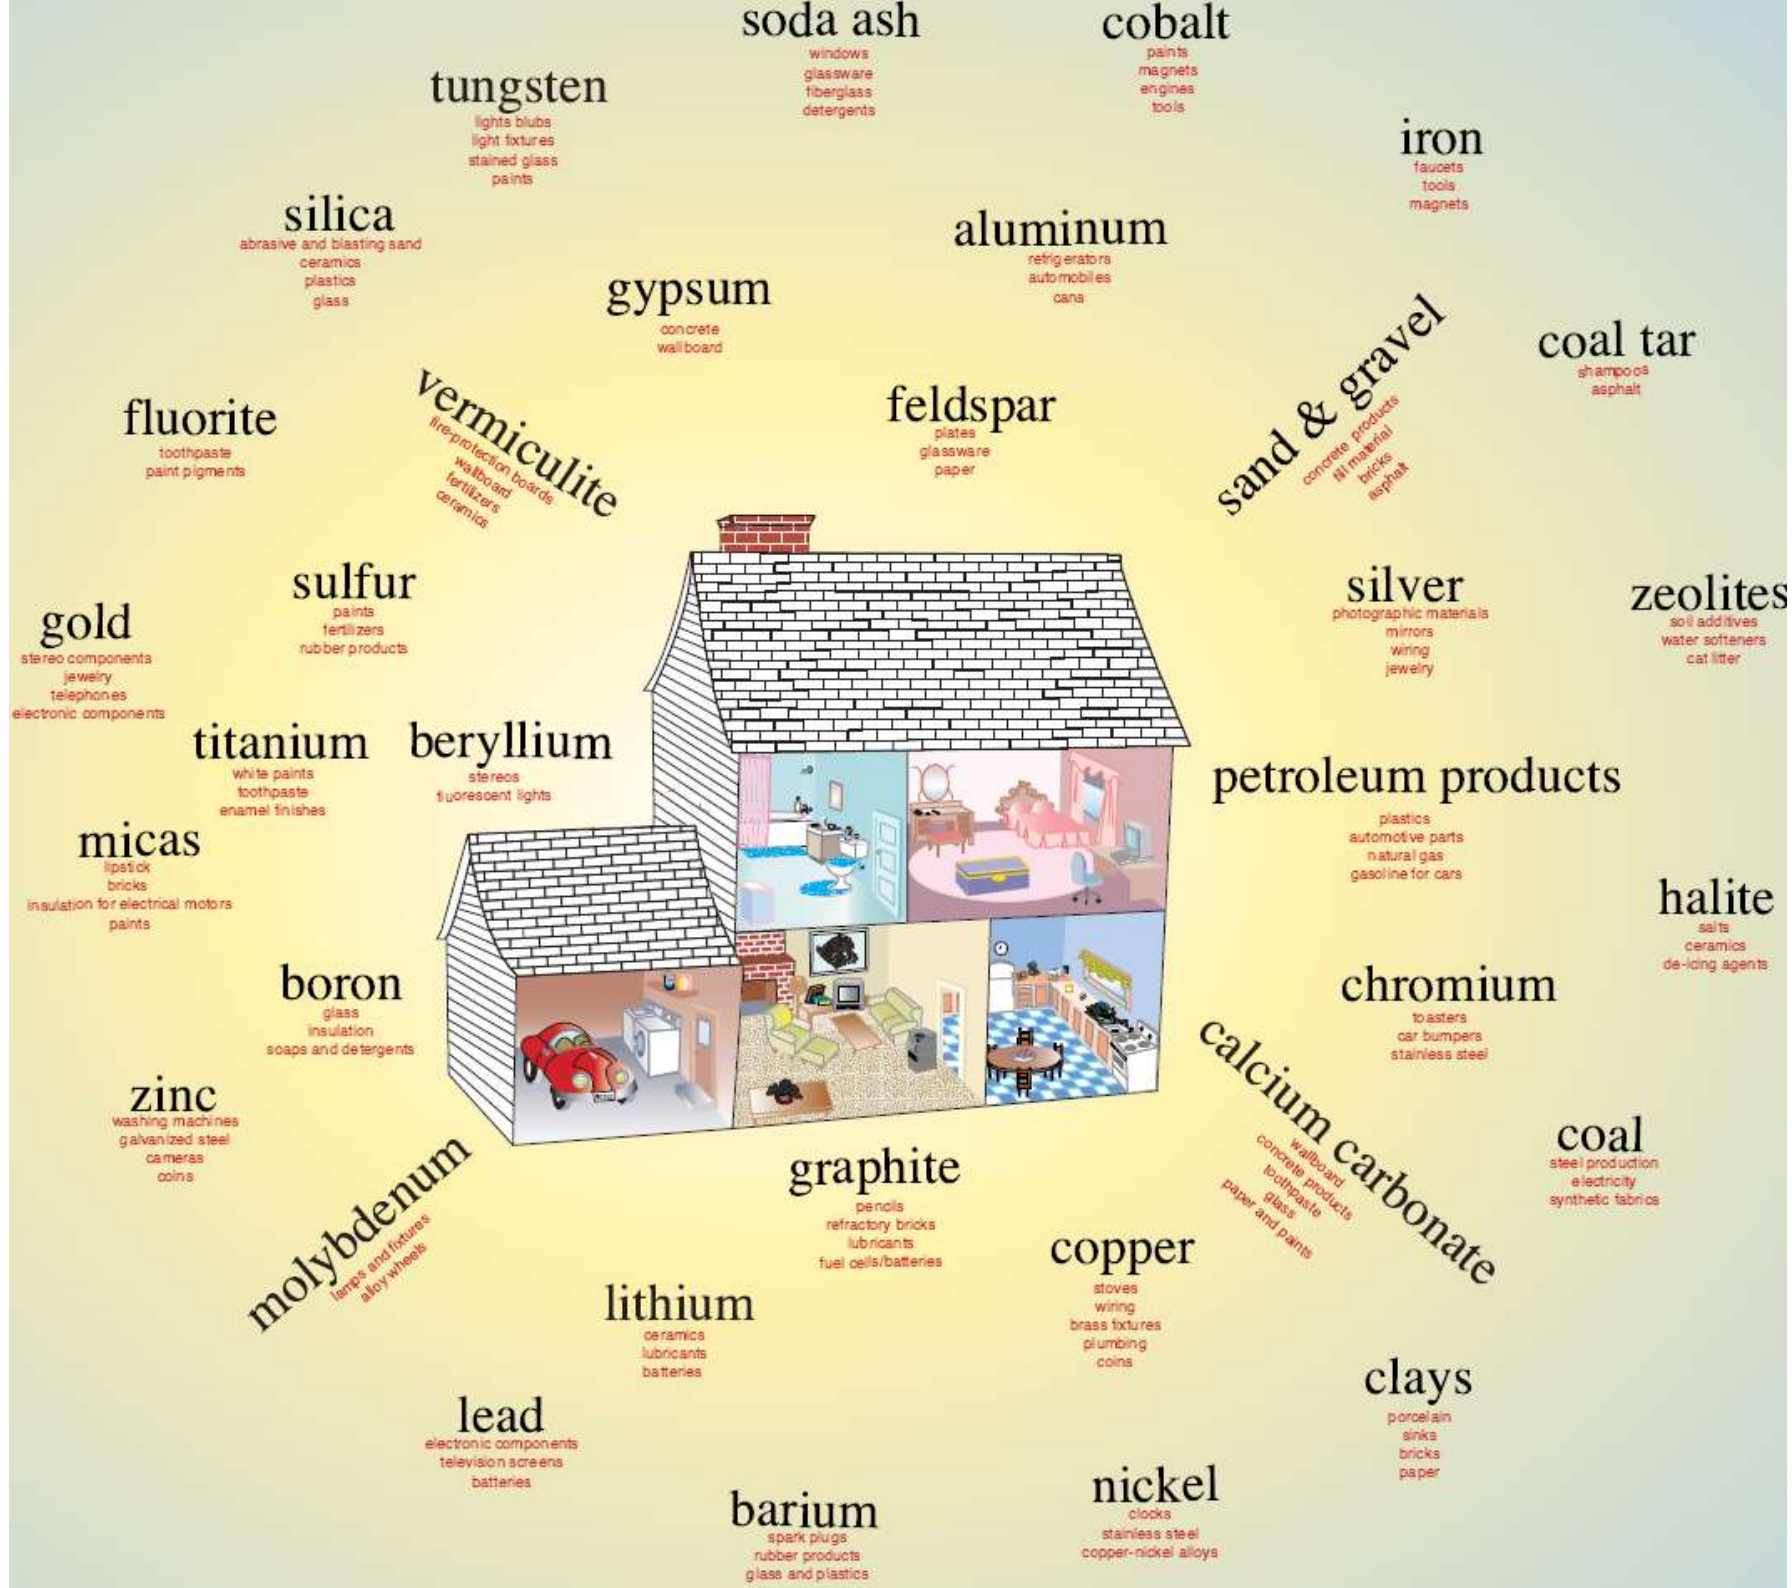 soda ash
windows
glassware
fiberglass
detergents
cobalt
paints
magnets
engines
tools
tungsten
lights blubs
light fixtures
stained glass
paints
iron
faucets
tools
magnets
silica
abrasive and blasting sand
ceramics
plastics
glass
aluminum
refrigerators
automobiles
cans
gypsum
concrete
wallboard
sand & gravel
concrete products
fill material
bricks
asphalt
coal tar
shampoos
asphalt
fluorite
toothpaste
paint pigments
vermiculite
fire-protection boards
wallboard
fertilizers
ceramics
feldspar
plates
glassware
paper
sulfur
paints
fertilizers
rubber products
silver
photographic materials
mirrors
wiring
jewelry
zeolites
soil additives
water softeners
cat litter
gold
stereo components
jewelry
telephones
electronic components
titanium
white paints
toothpaste
enamel finishes
beryllium
stereos
fluorescent lights
petroleum products
plastics
automotive parts
natural gas
gasoline for cars
micas
lipstick
bricks
insulation for electrical motors
paints
halite
salts
ceramics
de-icing agents
boron
glass
insulation
soaps and detergents
chromium
toasters
car bumpers
stainless steel
calcium carbonate
wallboard
concrete products
toothpaste
glass
paper and paints
zinc
washing machines
galvanized steel
cameras
coins
coal
steel production
electricity
synthetic fabrics
molybdenum
lamps and fixtures
alloy wheels
graphite
pencils
refractory bricks
lubricants
fuel cells/batteries
copper
stoves
wiring
brass fixtures
plumbing
coins
lithium
ceramics
lubricants
batteries
clays
porcelain
sinks
bricks
paper
lead
electronic components
television screens
batteries
nickel
clocks
stainless steel
copper-nickel alloys
barium
spark plugs
rubber products
glass and plastics